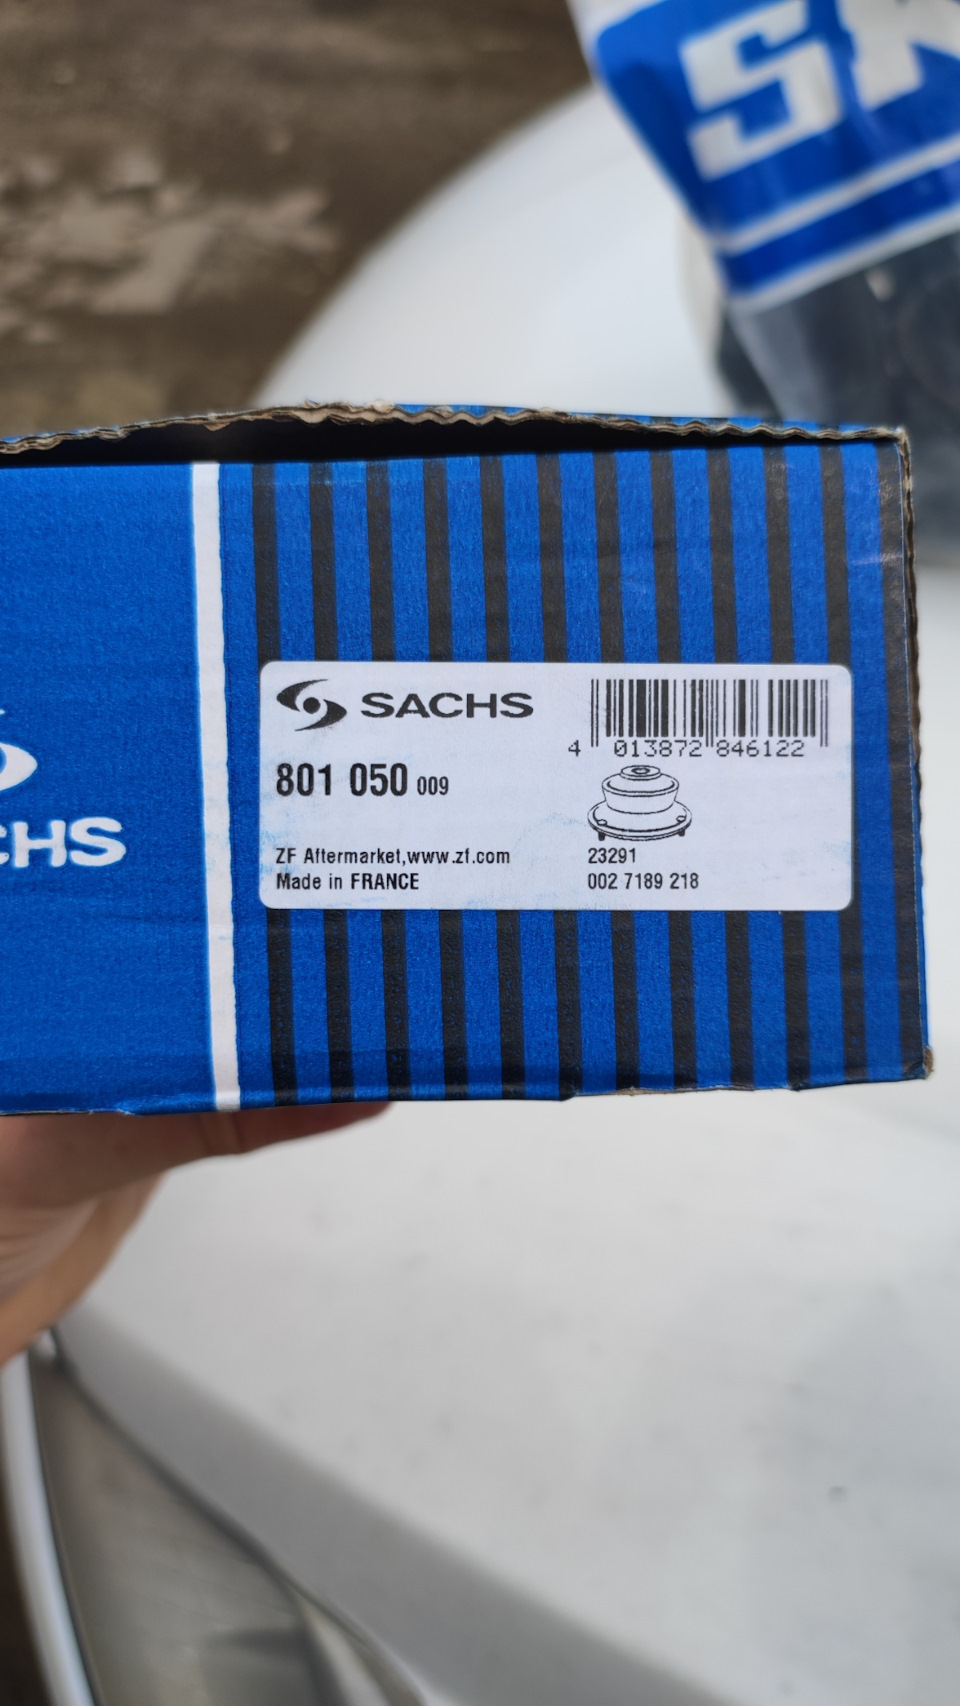 SACHS
4 013872 846122
801 050 009
ZF Aftermarket,www.zf.com
Made in FRANCE
23291
002 7189 218